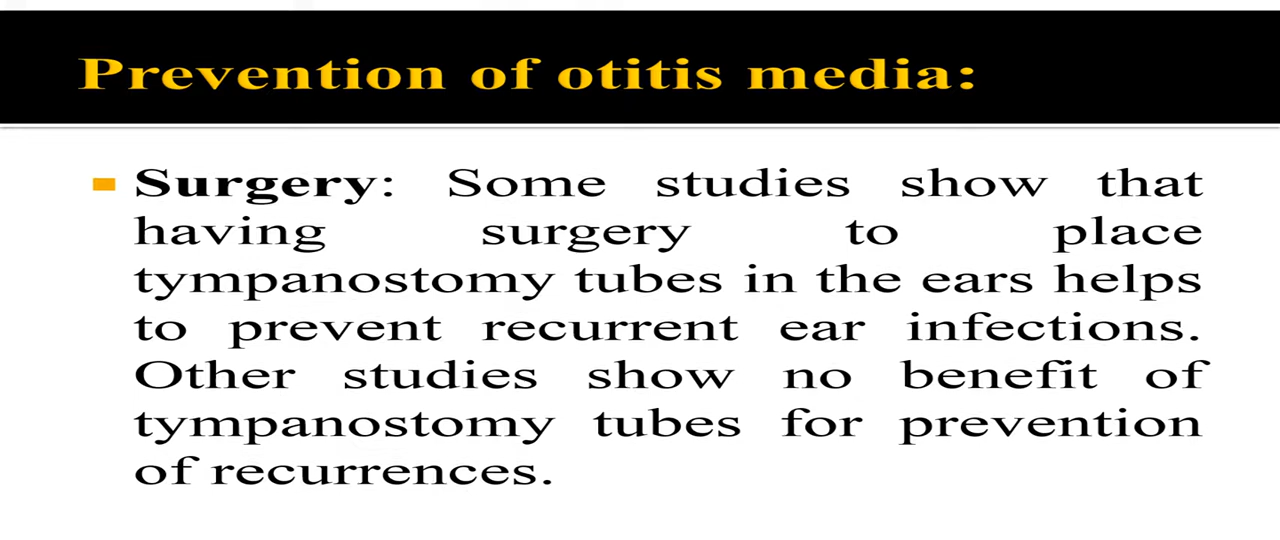 Prevention of otitis media:
Surgery: Some studies show that
having surgery to place
tympanostomy tubes in the ears helps
to prevent recurrent ear infections.
Other studies show no benefit of
tympanostomy tubes for prevention
of recurrences.